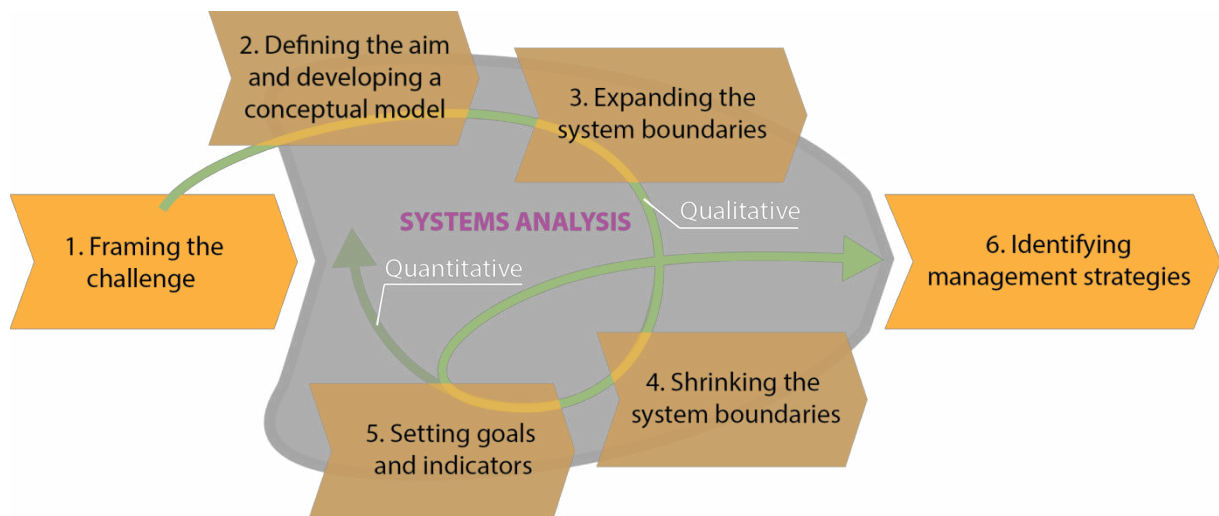 1. Framing the
challenge
2. Defining the aim
and developing a
conceptual model
3. Expanding the
system boundaries
SYSTEMS ANALYSIS
Qualitative
Quantitative
4. Shrinking the
system boundaries
5. Setting goals
and indicators
6. Identifying
management strategies